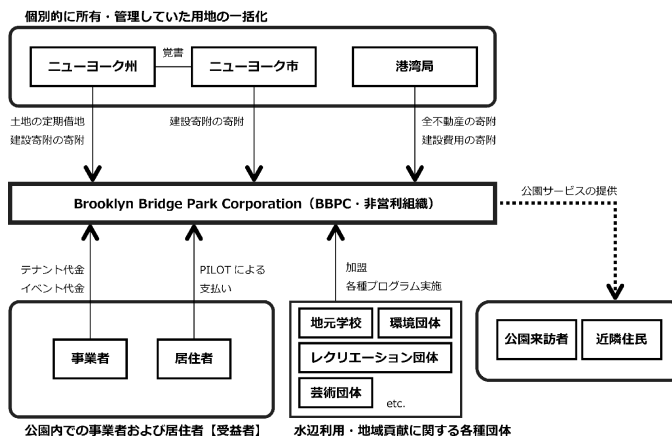 個別的に所有・管理していた用地の一括化
覚書
ニューヨーク州
ニューヨーク市
港湾局
土地の定期借地
建設寄附の寄附
建設寄附の寄附
全不動産の寄附
建設費用の寄附
Brooklyn Bridge Park Corporation（BBPC・非営利組織）
公園サービスの提供
テナント代金
イベント代金
PILOT による
支払い
加盟
各種プログラム実施
事業者
居住者
地元学校
環境団体
レクリエーション団体
芸術団体
etc.
公園来訪者
近隣住民
公園内での事業者および居住者【受益者】
水辺利用・地域貢献に関する各種団体